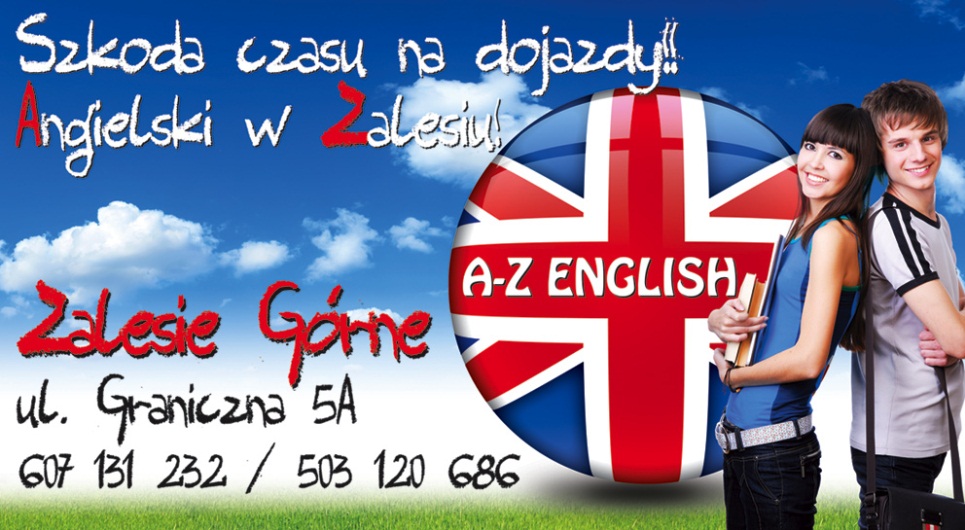 Szkoda czasu na dojazdy!!
Angielski w Zalesiu!
A-Z ENGLISH
Zalesie Górne
ul. Graniczna 5A
607 131 232 / 503 120 686